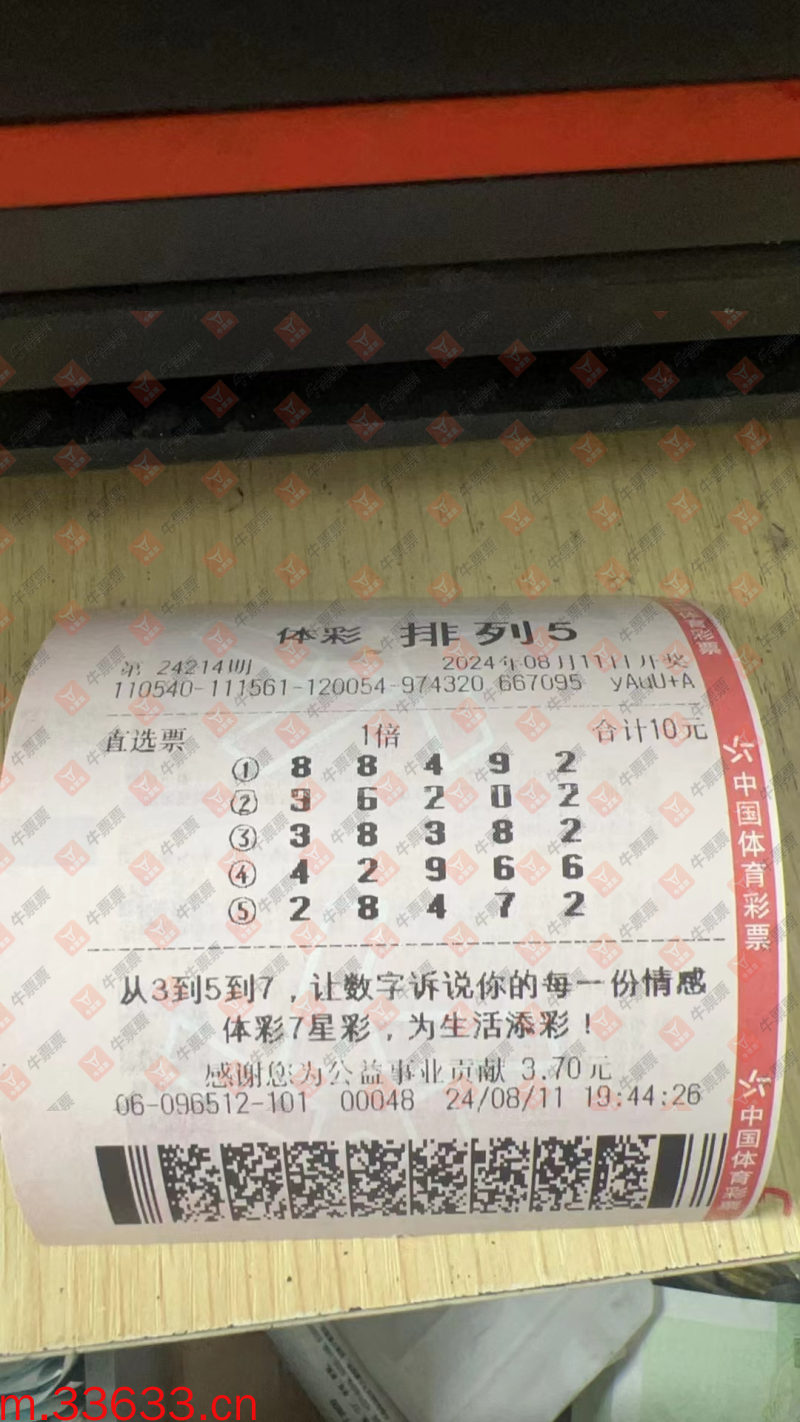 体彩 排列5
第 24214期 2024年08月11日开奖
110540-111561-120054-974320 667095 yAuU+A
直选票 1倍 合计10元
① 8 8 4 9 2
② 3 6 2 0 2
③ 3 8 3 8 2
④ 4 2 9 6 6
⑤ 2 8 4 7 2
从3到5到7，让数字诉说你的每一份情感
体彩7星彩，为生活添彩！
感谢您为公益事业贡献 3.70元
06-096512-101 00048 24/08/11 19:44:26
中国体育彩票
中国体育彩票
牛票票
m.33633.cn